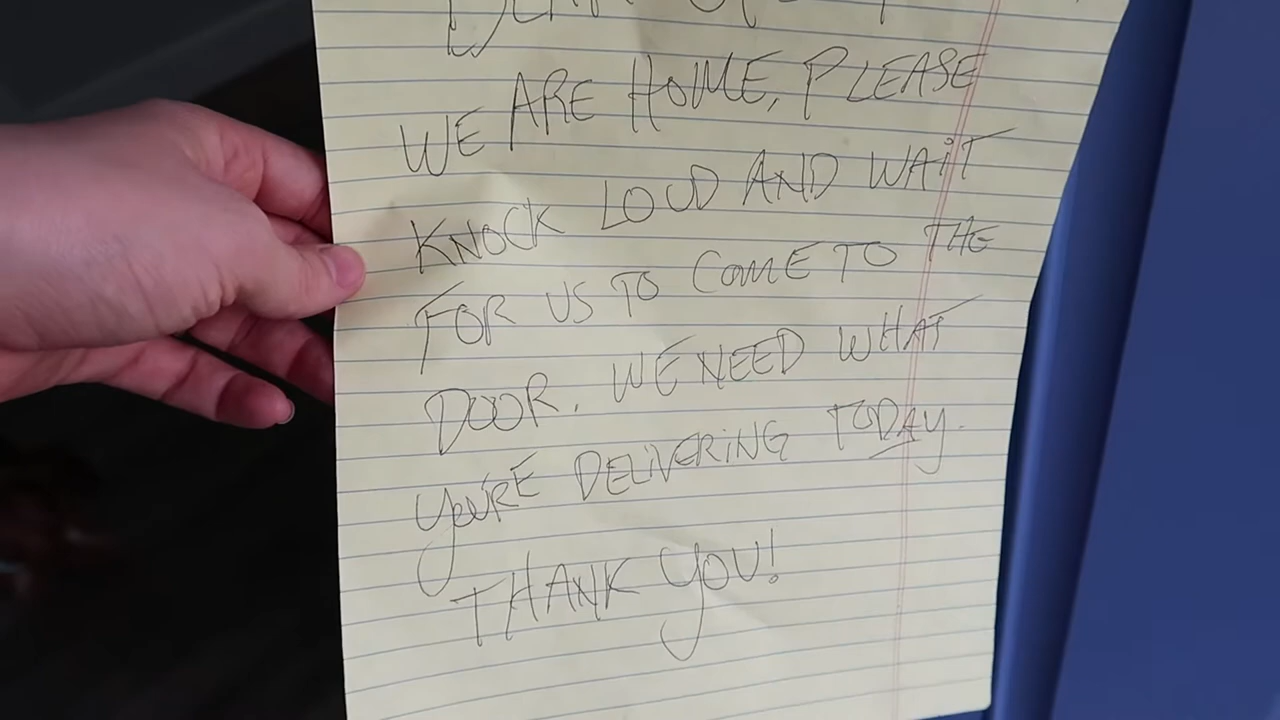 DEAR
WE ARE HOME, PLEASE
KNOCK LOUD AND WAIT
FOR US TO COME TO THE
DOOR. WE NEED WHAT
YOU'RE DELIVERING TODAY.
THANK YOU!